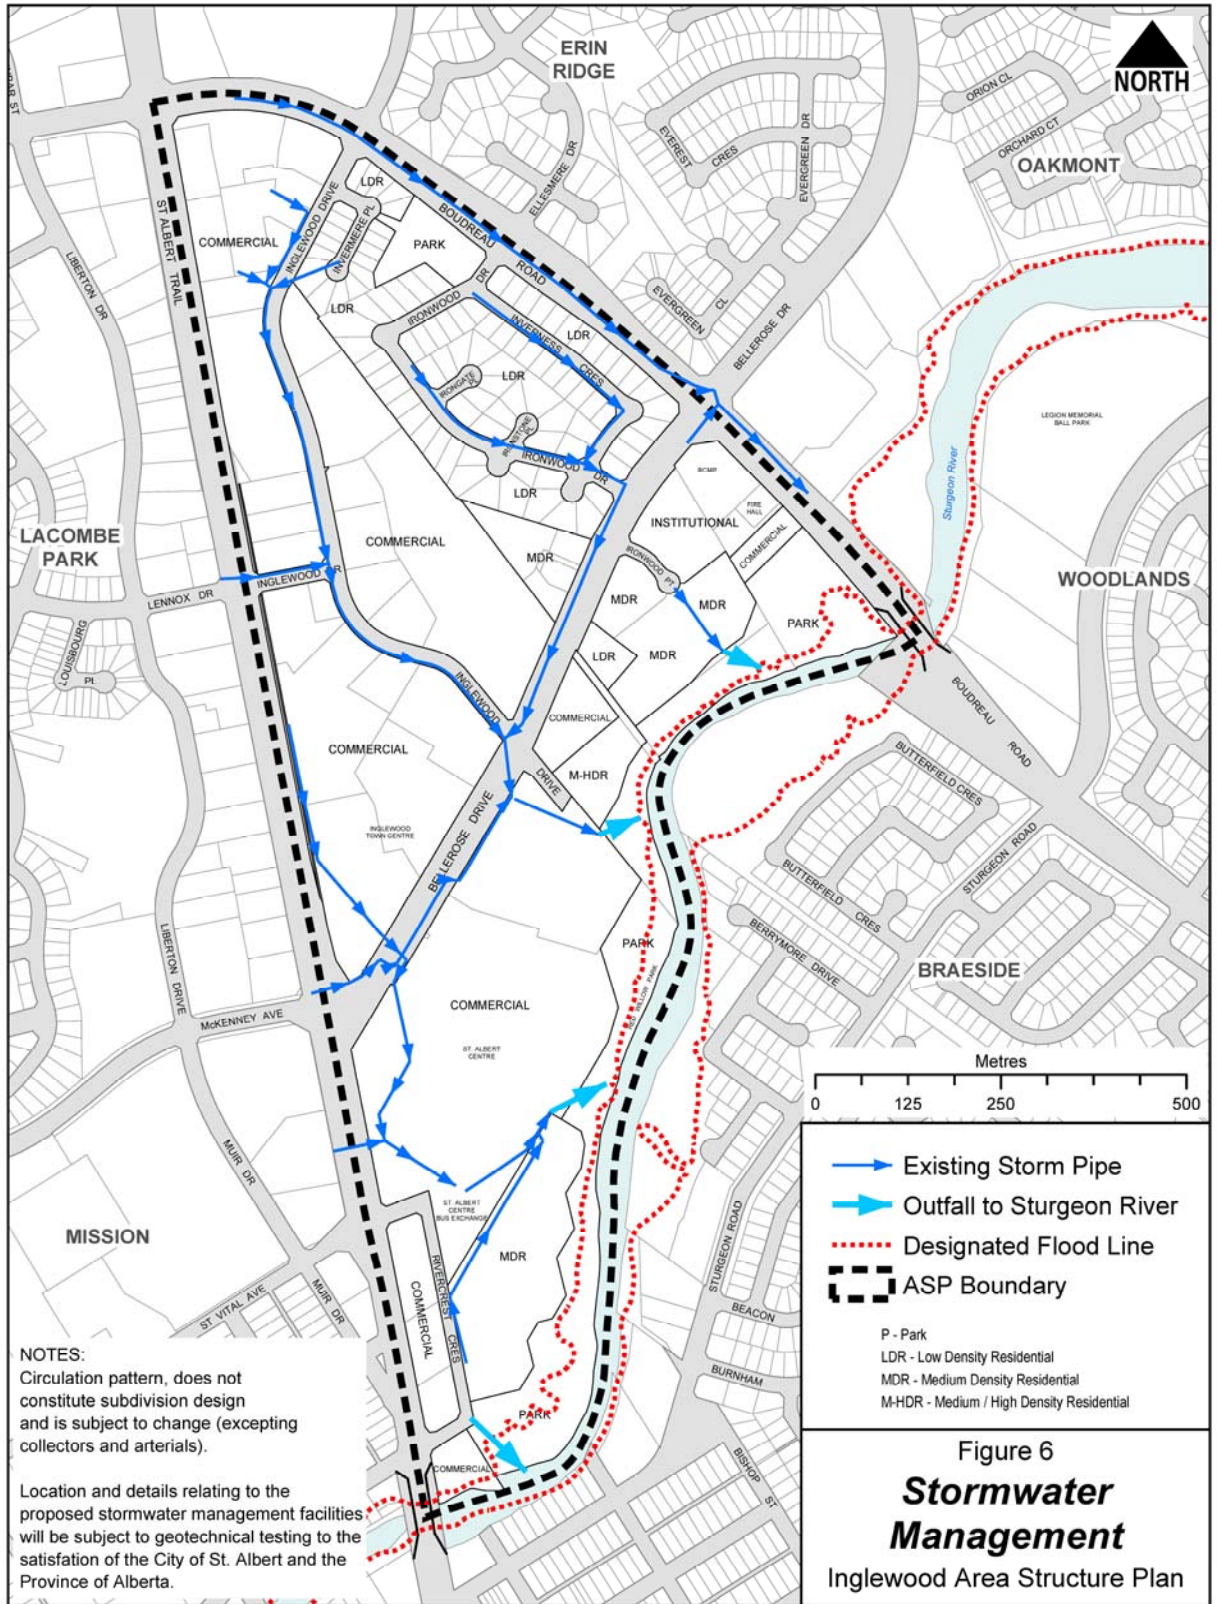 ERIN
RIDGE
NORTH
ORION CL
ORCHARD CT
OAKMONT
EVEREST
CRES
EVERGREEN DR
ELLESMERE DR
EVERGREEN
CL
BELLEROSE DR
ST ALBERT TRAIL
LIBERTON DR
COMMERCIAL
INGLEWOOD DRIVE
INVERMERE PL
LDR
PARK
BOUDREAU
ROAD
LDR
IRONWOOD
DR
INVERNESS
CRES
LDR
LDR
IRONGATE
PL
PL
IRONWOOD
DR
LDR
LEGION MEMORIAL
BALL PARK
Sturgeon River
LACOMBE
PARK
LENNOX DR
INGLEWOOD DR
LOUISBOURG
PL
COMMERCIAL
MDR
INSTITUTIONAL
FIRE
HALL
COMMERCIAL
IRONWOOD PT
MDR
MDR
PARK
LDR
MDR
WOODLANDS
INGLEWOOD
DRIVE
COMMERCIAL
M-HDR
COMMERCIAL
INGLEWOOD
TOWN CENTRE
BELLEROSE DRIVE
BOUDREAU
ROAD
BUTTERFIELD CRES
STURGEON ROAD
BUTTERFIELD CRES
BERRYMORE DRIVE
BRAESIDE
LIBERTON DRIVE
McKENNEY AVE
PARK
RED WILLOW PARK
COMMERCIAL
ST. ALBERT
CENTRE
MUIR DR
MISSION
ST VITAL AVE
MUIR DR
ST. ALBERT
CENTRE
BUS EXCHANGE
MDR
COMMERCIAL
RIVERCREST CRES
PARK
COMMERCIAL
STURGEON ROAD
BEACON
BURNHAM
BISHOP ST
Metres
0 125 250 500
Existing Storm Pipe
Outfall to Sturgeon River
Designated Flood Line
ASP Boundary
P - Park
LDR - Low Density Residential
MDR - Medium Density Residential
M-HDR - Medium / High Density Residential
NOTES:
Circulation pattern, does not
constitute subdivision design
and is subject to change (excepting
collectors and arterials).
Location and details relating to the
proposed stormwater management facilities
will be subject to geotechnical testing to the
satisfation of the City of St. Albert and the
Province of Alberta.
Figure 6
Stormwater
Management
Inglewood Area Structure Plan